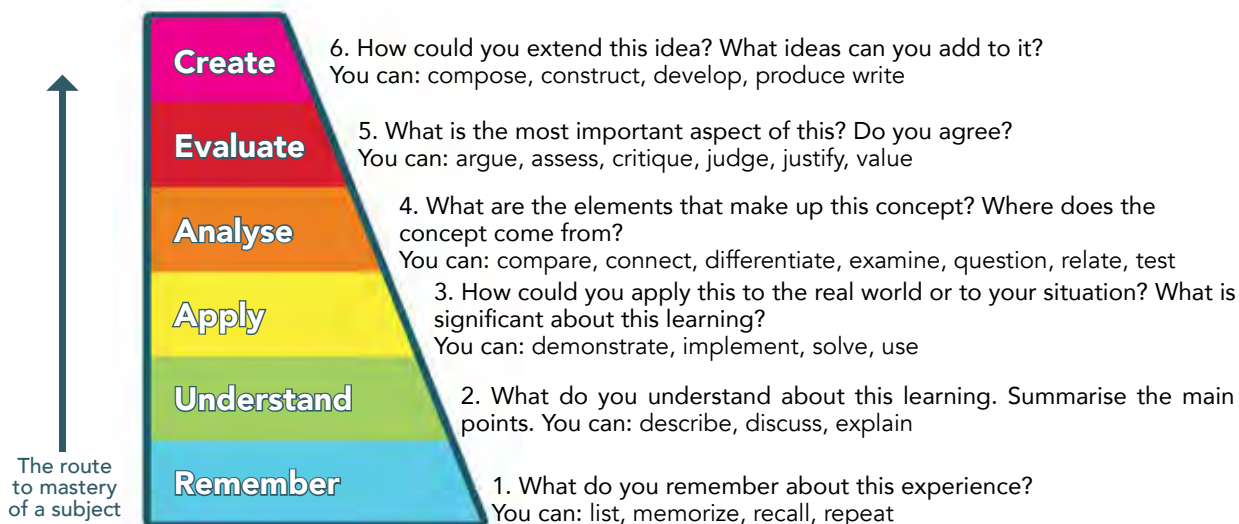 Create
6. How could you extend this idea? What ideas can you add to it?
You can: compose, construct, develop, produce write
Evaluate
5. What is the most important aspect of this? Do you agree?
You can: argue, assess, critique, judge, justify, value
Analyse
4. What are the elements that make up this concept? Where does the
concept come from?
You can: compare, connect, differentiate, examine, question, relate, test
Apply
3. How could you apply this to the real world or to your situation? What is
significant about this learning?
You can: demonstrate, implement, solve, use
Understand
2. What do you understand about this learning. Summarise the main
points. You can: describe, discuss, explain
Remember
1. What do you remember about this experience?
You can: list, memorize, recall, repeat
The route
to mastery
of a subject